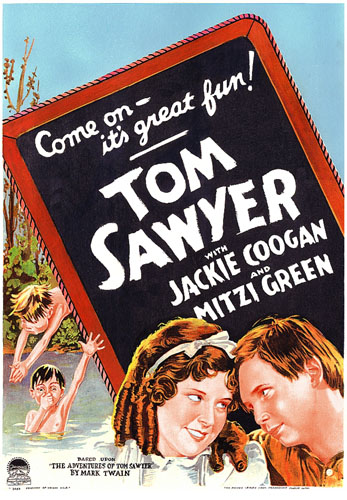 Come on—
it's great fun!
TOM
SAWYER
WITH
JACKIE COOGAN
AND
MITZI GREEN
BASED UPON
"THE ADVENTURES OF TOM SAWYER"
BY MARK TWAIN